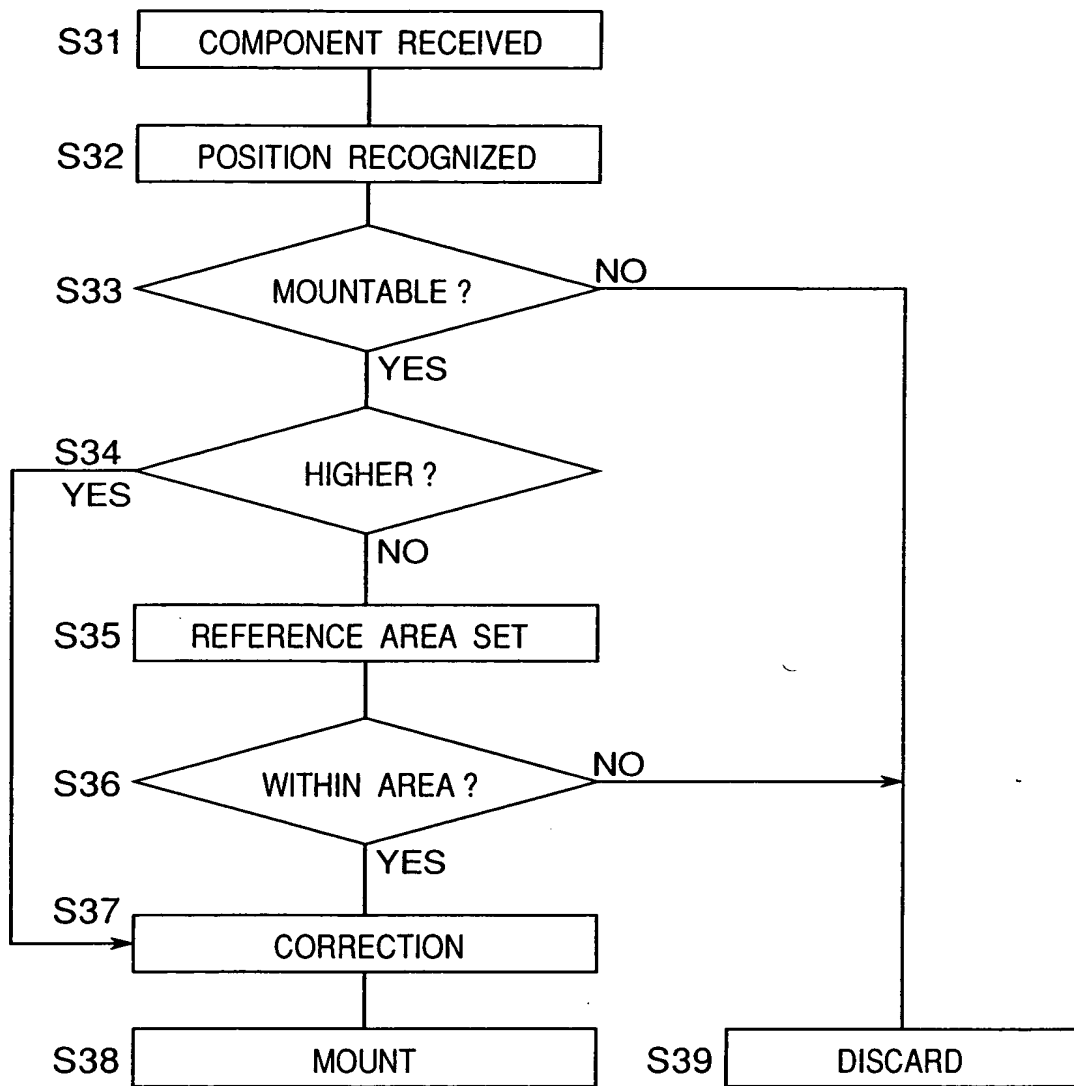 S31 COMPONENT RECEIVED
S32 POSITION RECOGNIZED
S33 MOUNTABLE ? NO
YES
S34 HIGHER ?
YES
NO
S35 REFERENCE AREA SET
S36 WITHIN AREA ? NO
YES
S37 CORRECTION
S38 MOUNT S39 DISCARD